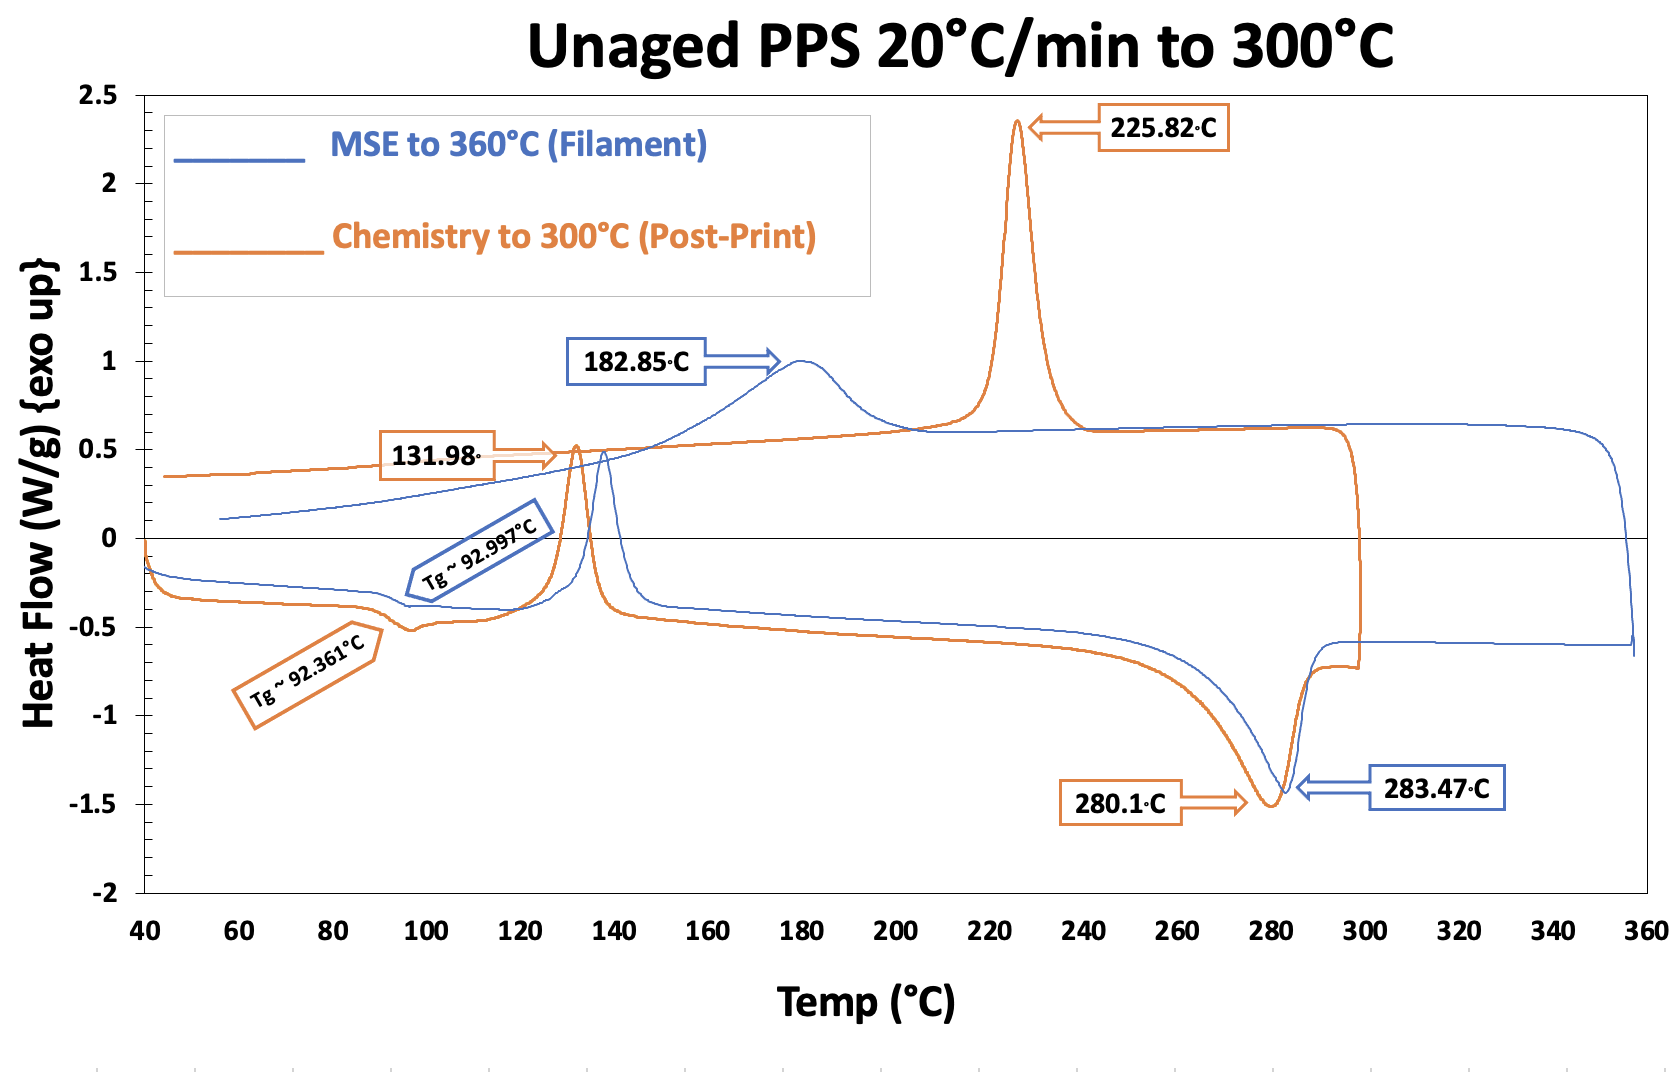 Unaged PPS 20°C/min to 300°C
MSE to 360°C (Filament)
Chemistry to 300°C (Post-Print)
225.82°C
182.85°C
131.98°
Tg ~ 92.997°C
Tg ~ 92.361°C
280.1°C
283.47°C
Heat Flow (W/g) {exo up}
2.5
2
1.5
1
0.5
0
-0.5
-1
-1.5
-2
40 60 80 100 120 140 160 180 200 220 240 260 280 300 320 340 360
Temp (°C)